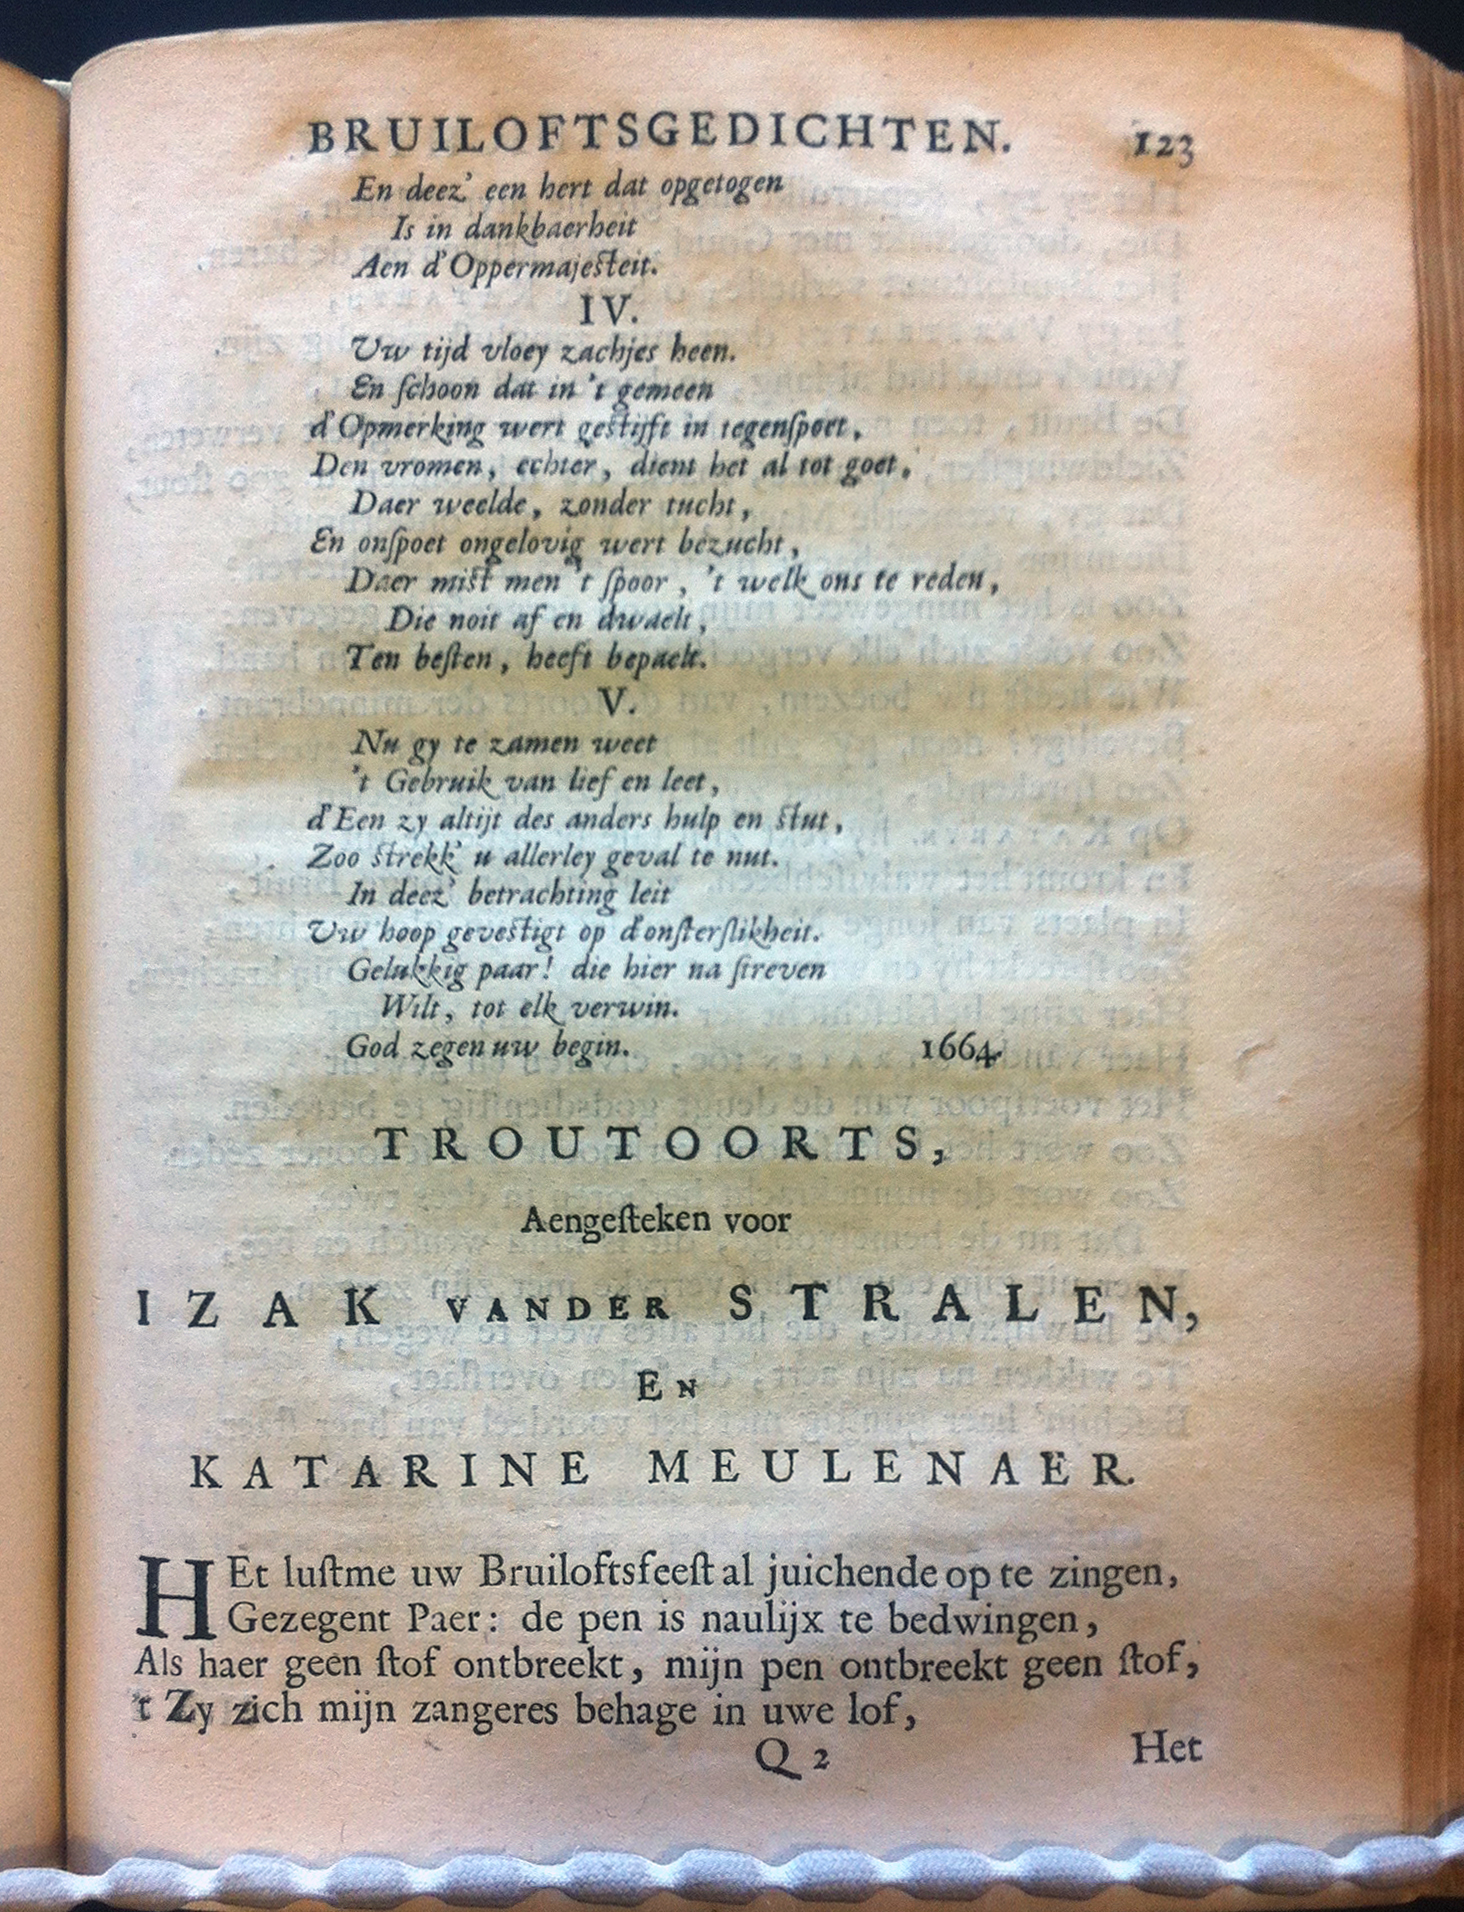 BRUILOFTSGEDICHTEN. 123
En deez' een hert dat opgetogen
Is in dankbaerheit
Aen d'Oppermajesteit.
IV.
Uw tijd vloey zachjes heen.
En ſchoon dat in 't gemeen
d'Opmerking wert gestijft in tegenſpoet,
Den vromen, echter, dient het al tot goet,
Daer weelde, zonder tucht,
En onſpoet ongelovig wert bezucht,
Daer mist men 't ſpoor, 't welk ons te reden,
Die noit af en dwaelt,
Ten beſten, heeft bepaelt.
V.
Nu gy te zamen weet
't Gebruik van lief en leet,
d'Een zy altijt des anders hulp en stut,
Zoo strekk' u allerley geval te nut.
In deez' betrachting leit
Uw hoop gevestigt op d'onſterflikheit.
Gelukkig paar! die hier na ſtreven
Wilt, tot elk verwin.
God zegen uw begin. 1664.
TROUTOORTS,
Aengeſteken voor
IZAK VANDER STRALEN,
EN
KATARINE MEULENAER.
HEt luſtme uw Bruiloftsfeeſt al juichende op te zingen,
Gezegent Paer: de pen is naulijx te bedwingen,
Als haer geen ſtof ontbreekt, mijn pen ontbreekt geen ſtof,
't Zy zich mijn zangeres behage in uwe lof,
Q 2 Het